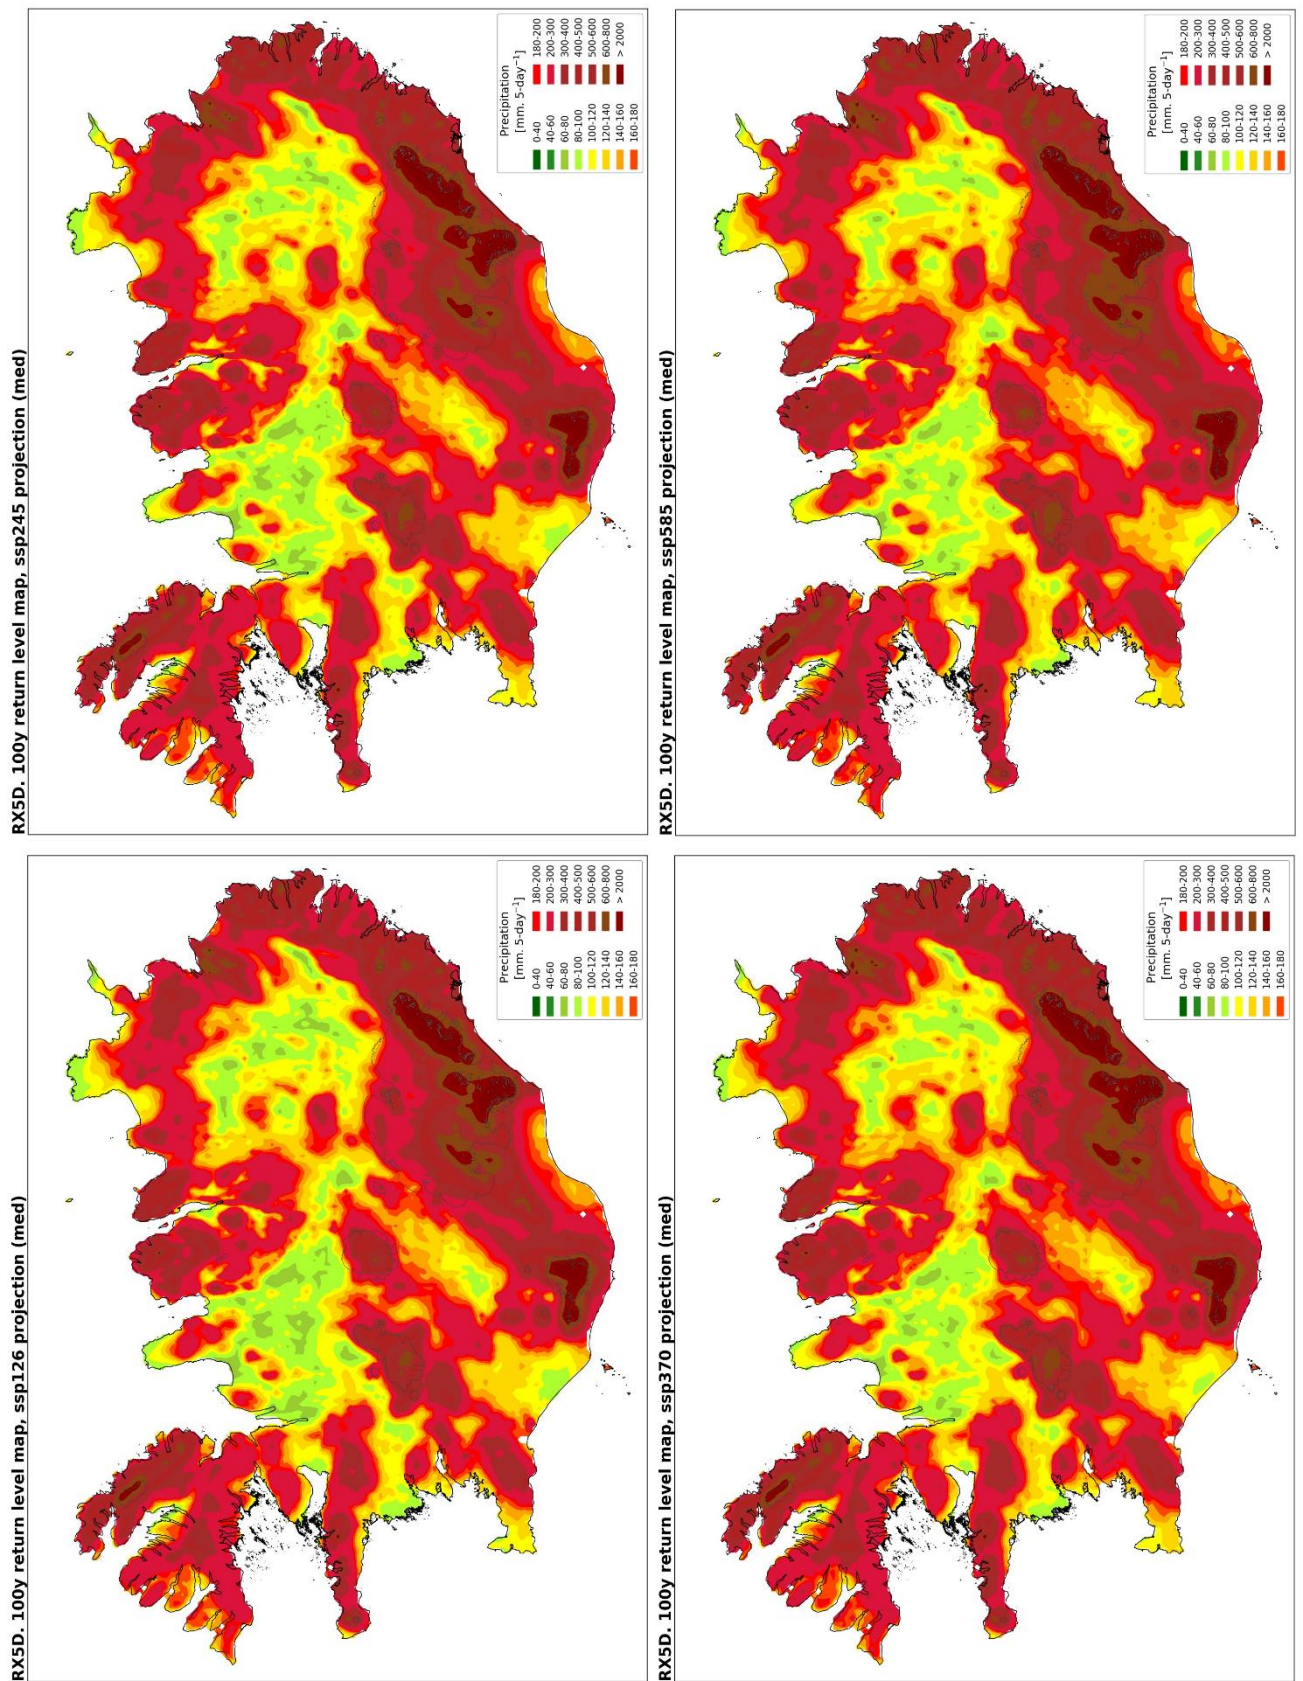 RX5D. 100y return level map, ssp126 projection (med)
Precipitation
[mm. 5-day⁻¹]
0-40 180-200
40-60 200-300
60-80 300-400
80-100 400-500
100-120 500-600
120-140 600-800
140-160 > 2000
160-180
RX5D. 100y return level map, ssp245 projection (med)
Precipitation
[mm. 5-day⁻¹]
0-40 180-200
40-60 200-300
60-80 300-400
80-100 400-500
100-120 500-600
120-140 600-800
140-160 > 2000
160-180
RX5D. 100y return level map, ssp370 projection (med)
Precipitation
[mm. 5-day⁻¹]
0-40 180-200
40-60 200-300
60-80 300-400
80-100 400-500
100-120 500-600
120-140 600-800
140-160 > 2000
160-180
RX5D. 100y return level map, ssp585 projection (med)
Precipitation
[mm. 5-day⁻¹]
0-40 180-200
40-60 200-300
60-80 300-400
80-100 400-500
100-120 500-600
120-140 600-800
140-160 > 2000
160-180